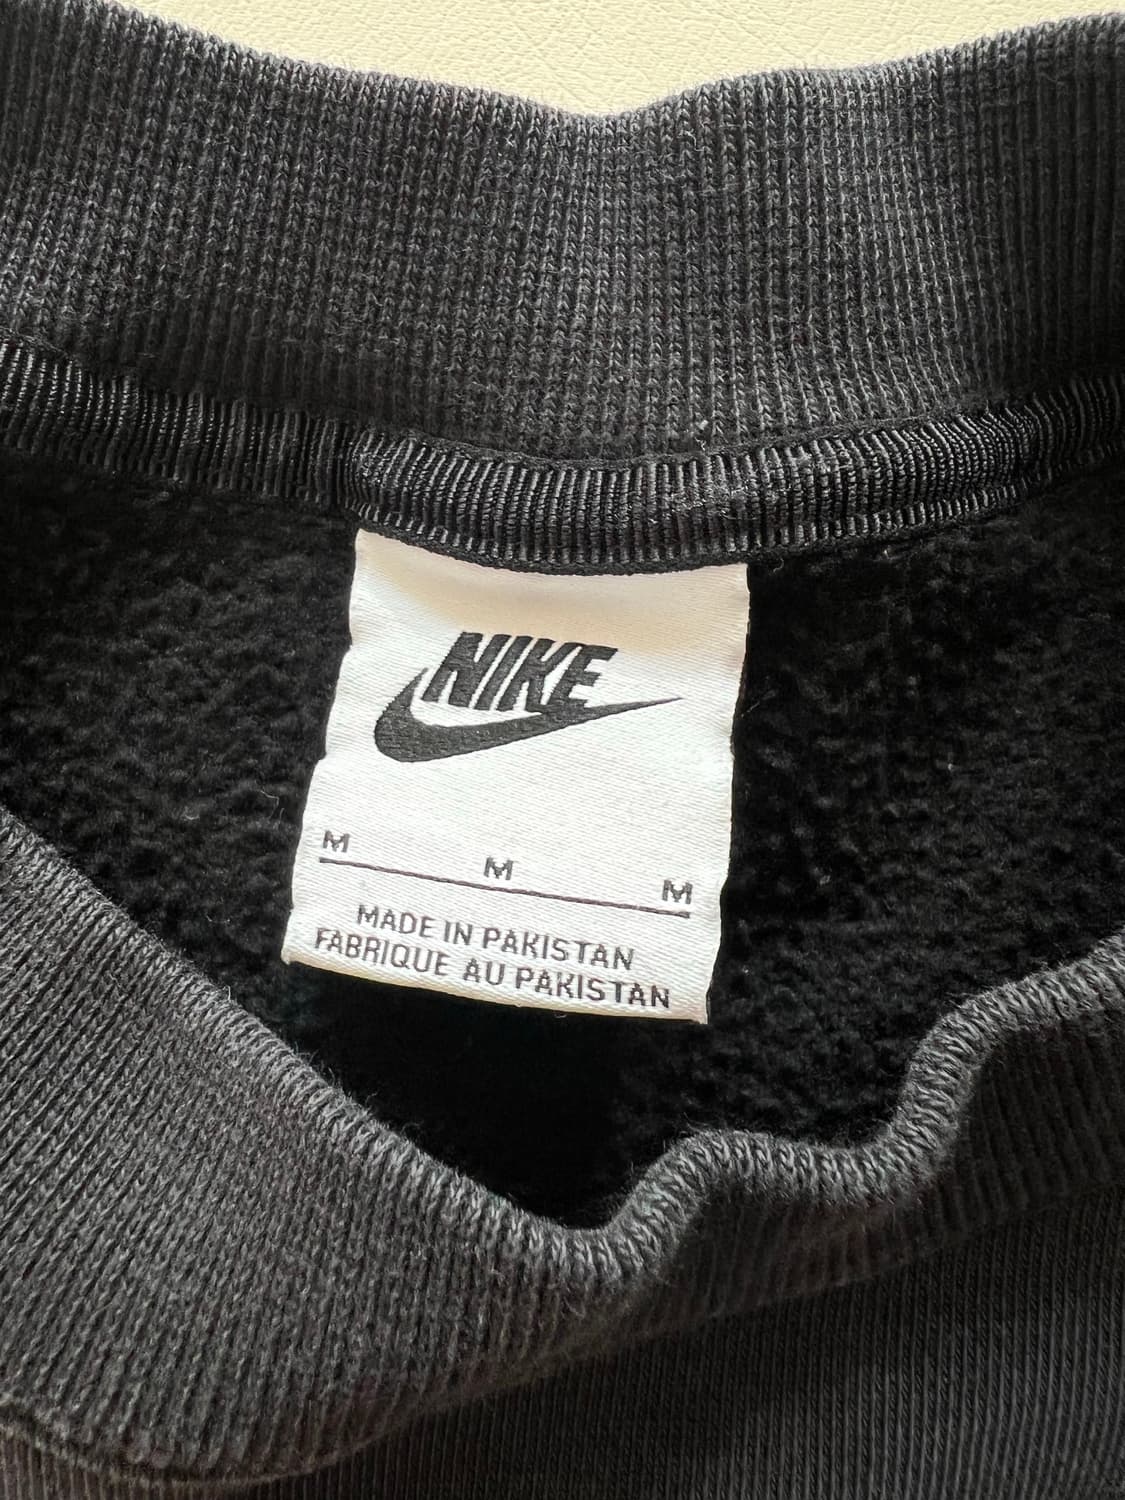 NIKE
M M M
MADE IN PAKISTAN
FABRIQUE AU PAKISTAN